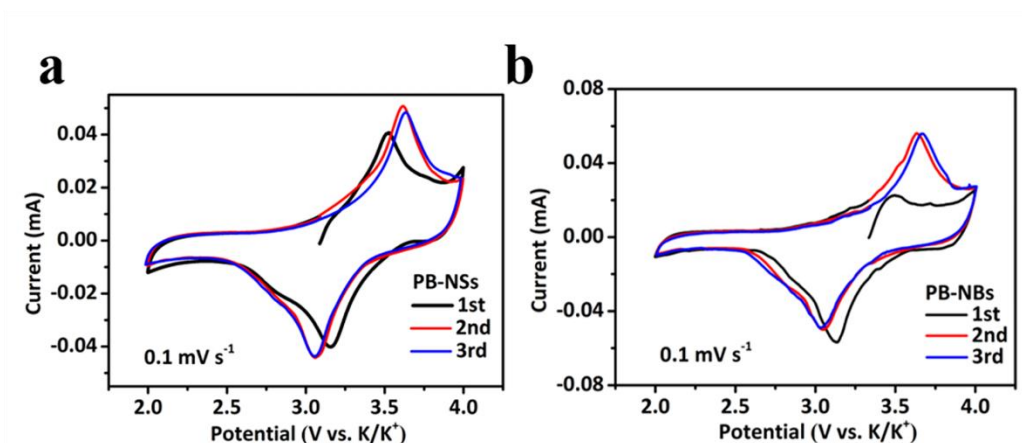 a
0.04
0.02
0.00
-0.02
-0.04
Current (mA)
PB-NSs
1st
2nd
3rd
0.1 mV s⁻¹
2.0 2.5 3.0 3.5 4.0
Potential (V vs. K/K⁺)
b
0.08
0.04
0.00
-0.04
-0.08
Current (mA)
PB-NBs
1st
2nd
3rd
0.1 mV s⁻¹
2.0 2.5 3.0 3.5 4.0
Potential (V vs. K/K⁺)